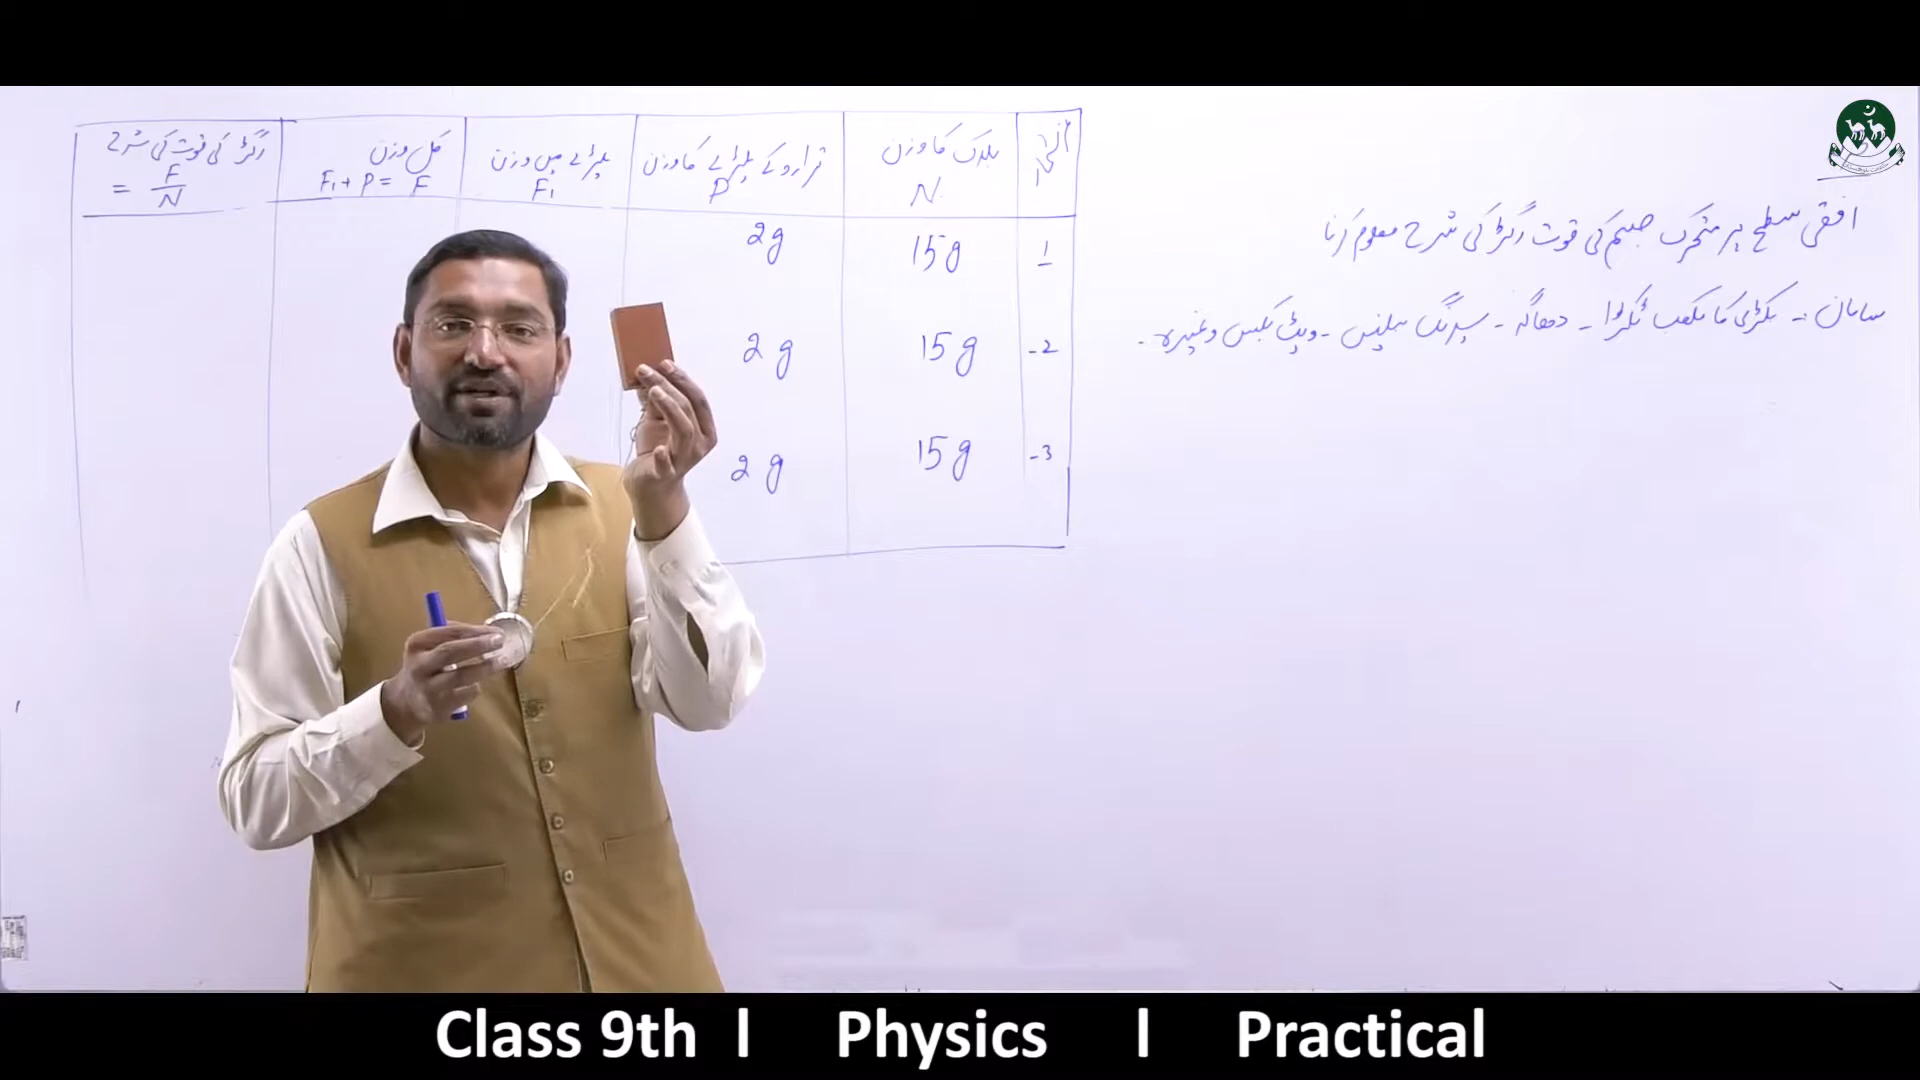 افقی سطح پر متحرک جسم کی قوت رگڑ کی شرح معلوم کرنا
سامان :- لکڑی کا مکعب ٹکڑا - دھاگہ - سپرنگ بیلنس - ویٹ بکس وغیرہ -
بلاک کا وزن N
ترازو کے پلڑے کا وزن P
پلڑے میں وزن F₁
کل وزن F₁ + P = F
رگڑ کی قوت کی شرح = F/N
1 15g 2g
-2 15g 2g
-3 15g 2g
Class 9th l Physics l Practical